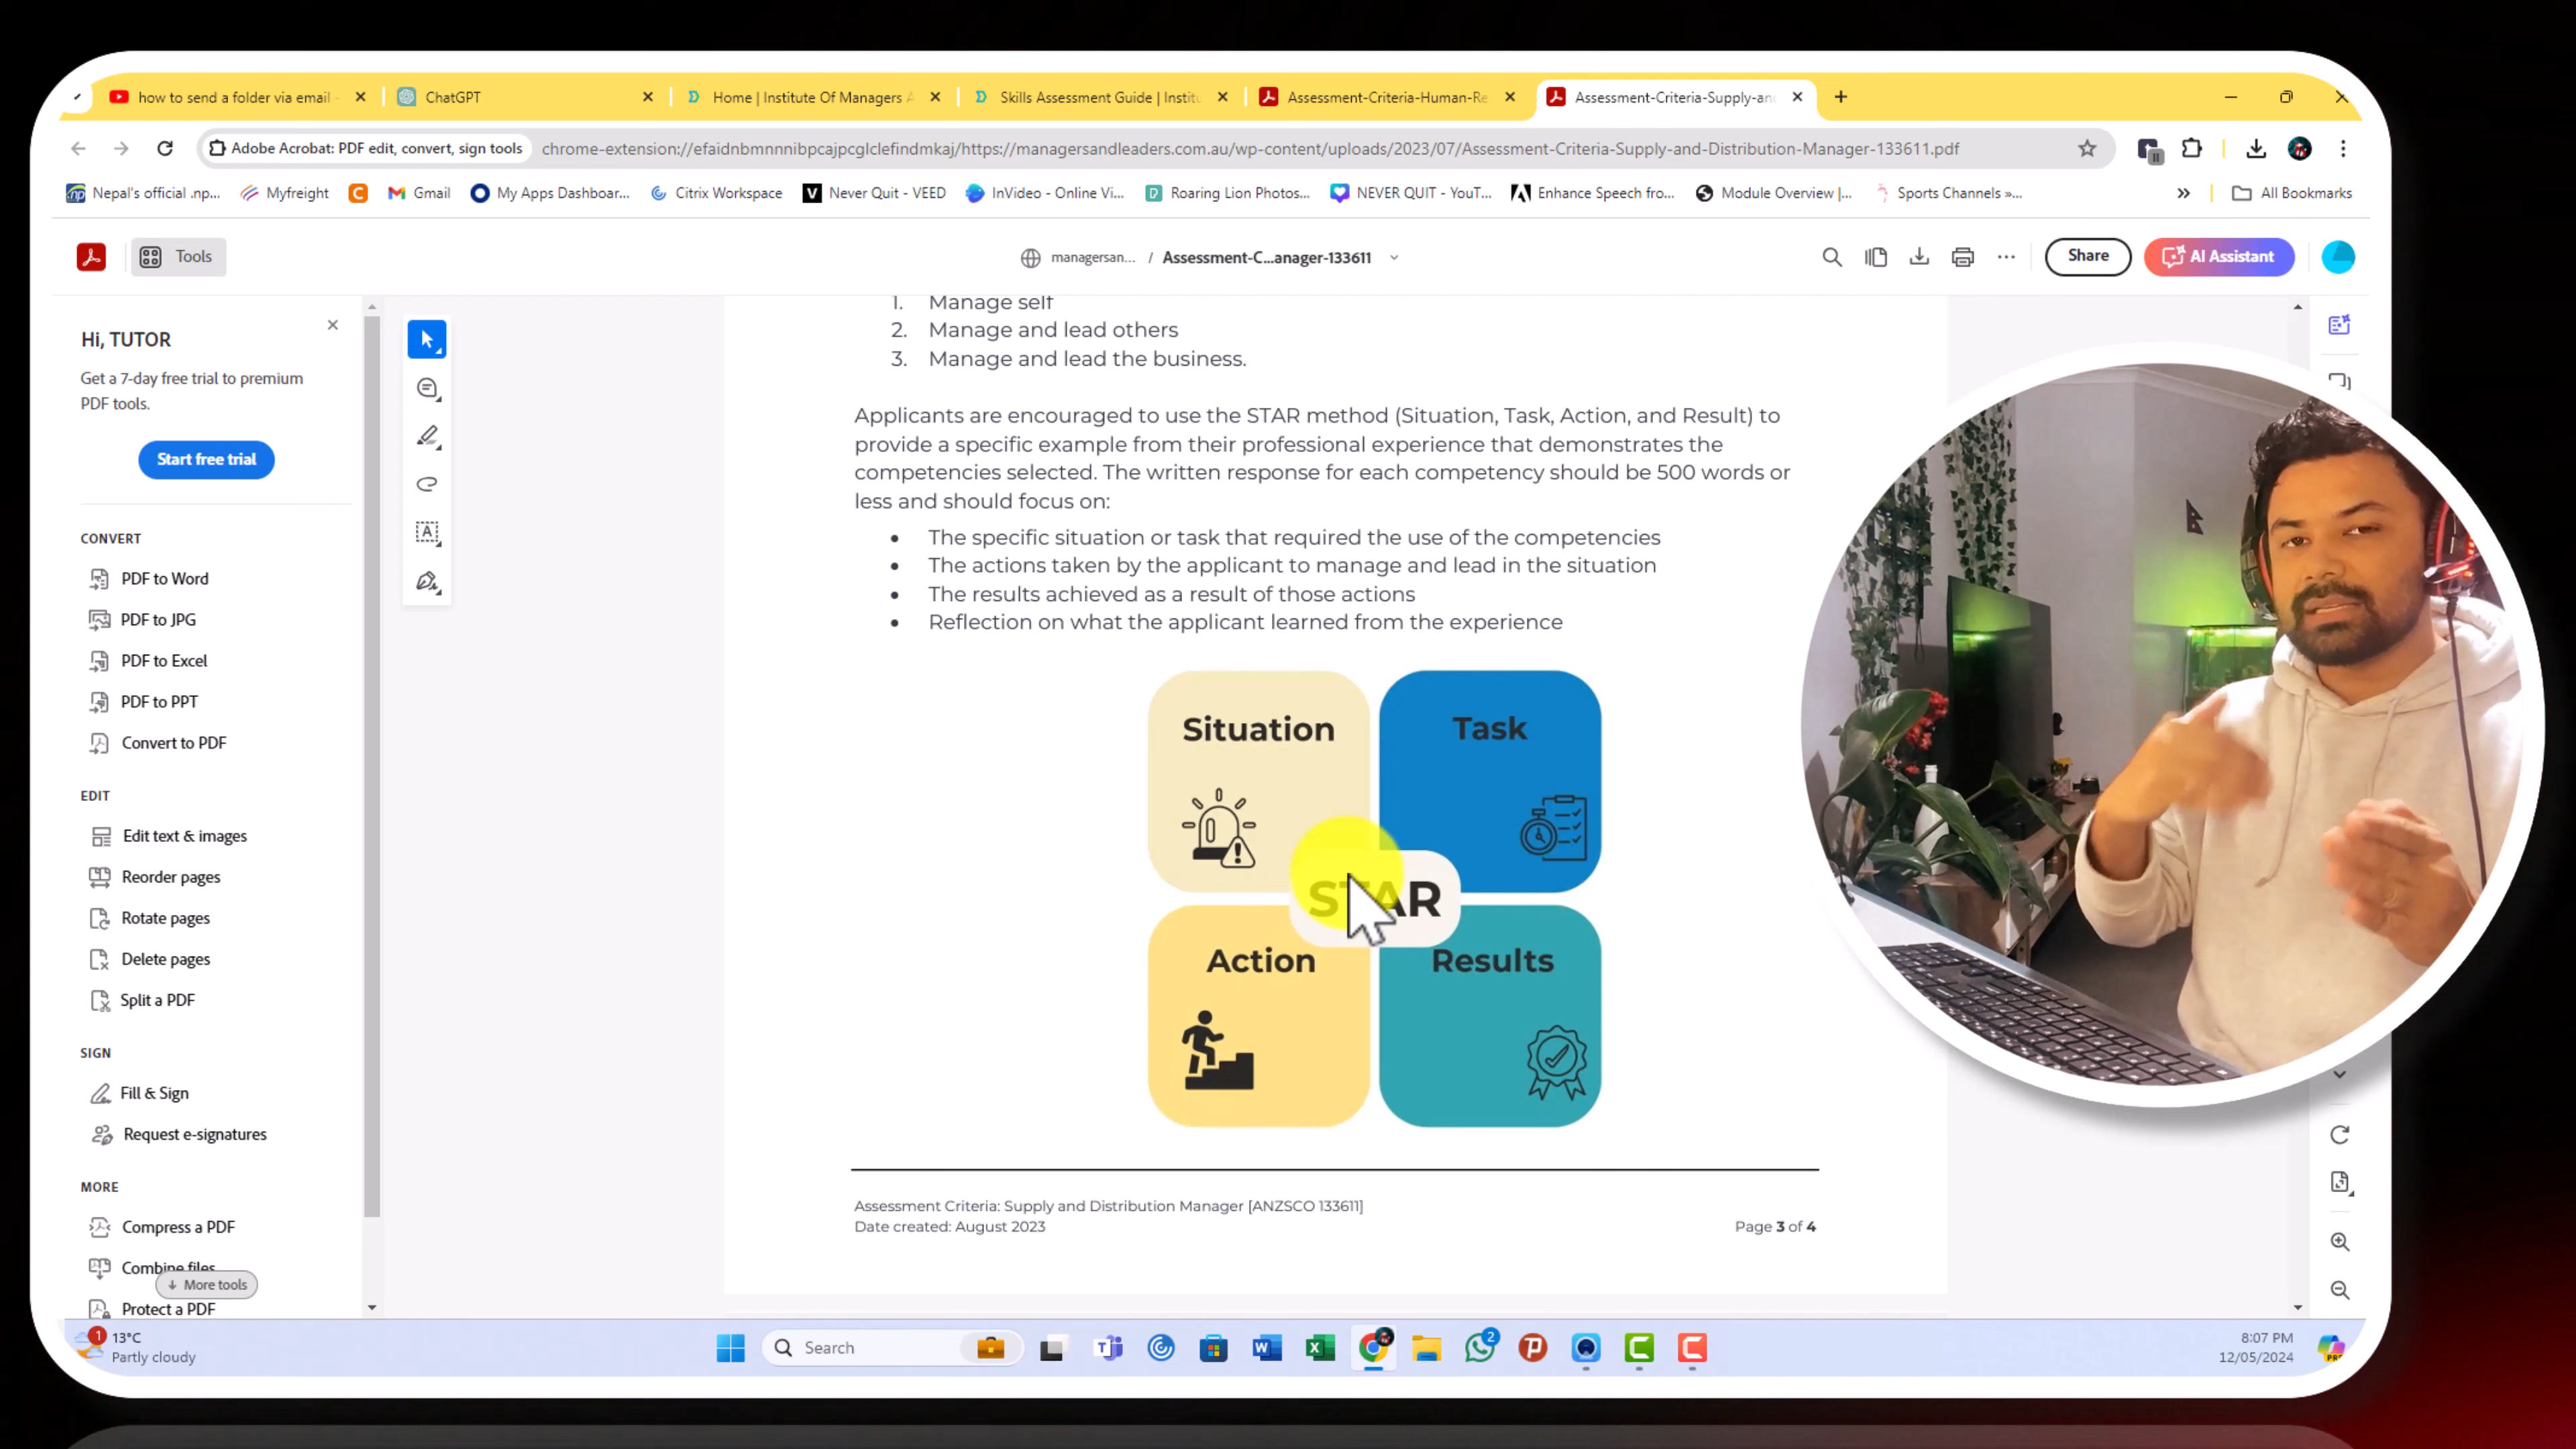 how to send a folder via email -
ChatGPT
Home | Institute Of Managers A
Skills Assessment Guide | Instit
Assessment-Criteria-Human-Re
Assessment-Criteria-Supply-an
Adobe Acrobat: PDF edit, convert, sign tools
chrome-extension://efaidnbmnnnibpcajpcglclefindmkaj/https://managersandleaders.com.au/wp-content/uploads/2023/07/Assessment-Criteria-Supply-and-Distribution-Manager-133611.pdf
Nepal's official .np...
Myfreight
Gmail
My Apps Dashboar...
Citrix Workspace
Never Quit - VEED
InVideo - Online Vi...
Roaring Lion Photos...
NEVER QUIT - YouT...
Enhance Speech fro...
Module Overview |...
Sports Channels »...
All Bookmarks
Tools
managersan... / Assessment-C...anager-133611
Share
AI Assistant
Hi, TUTOR
Get a 7-day free trial to premium
PDF tools.
Start free trial
CONVERT
PDF to Word
PDF to JPG
PDF to Excel
PDF to PPT
Convert to PDF
EDIT
Edit text & images
Reorder pages
Rotate pages
Delete pages
Split a PDF
SIGN
Fill & Sign
Request e-signatures
MORE
Compress a PDF
Combine files
More tools
Protect a PDF
1. Manage self
2. Manage and lead others
3. Manage and lead the business.
Applicants are encouraged to use the STAR method (Situation, Task, Action, and Result) to
provide a specific example from their professional experience that demonstrates the
competencies selected. The written response for each competency should be 500 words or
less and should focus on:
• The specific situation or task that required the use of the competencies
• The actions taken by the applicant to manage and lead in the situation
• The results achieved as a result of those actions
• Reflection on what the applicant learned from the experience
Situation
Task
STAR
Action
Results
Assessment Criteria: Supply and Distribution Manager [ANZSCO 133611]
Date created: August 2023
Page 3 of 4
1
13°C
Partly cloudy
Search
2
8:07 PM
12/05/2024